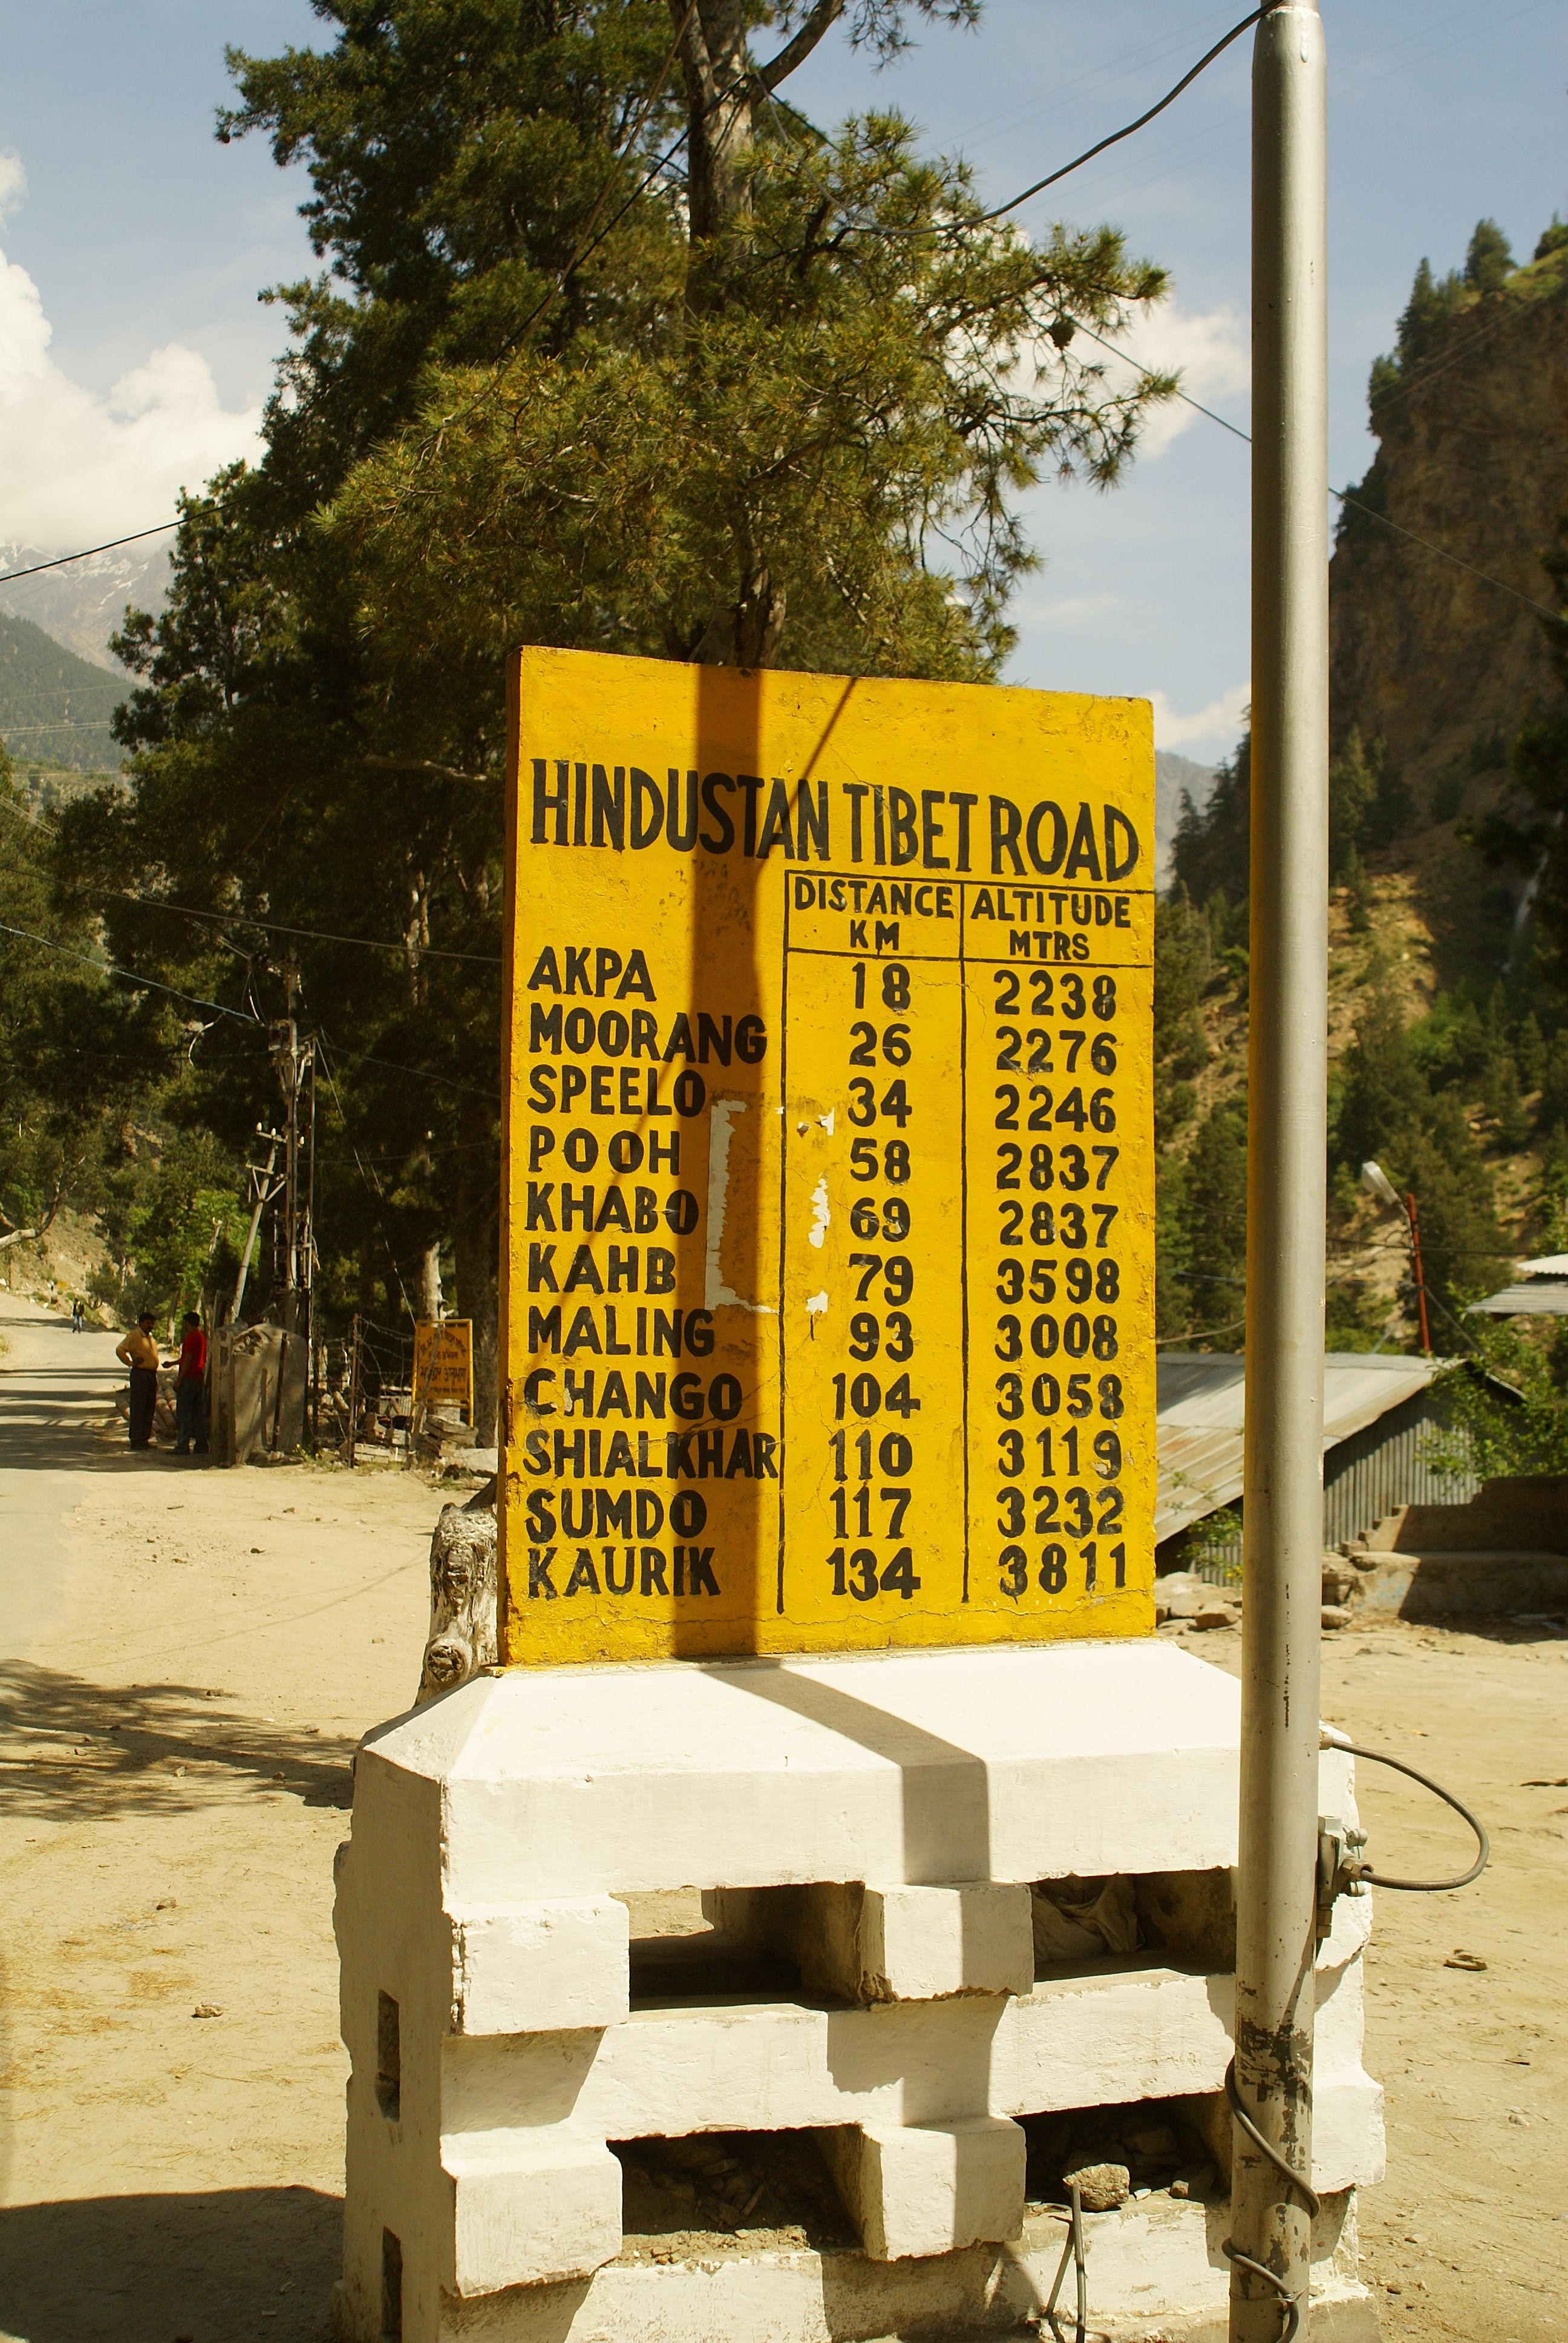 HINDUSTAN TIBET ROAD
DISTANCE KM ALTITUDE MTRS
AKPA 18 2238
MOORANG 26 2276
SPEELO 34 2246
POOH 58 2837
KHABO 69 2837
KAHB 79 3598
MALING 93 3008
CHANGO 104 3058
SHIALKHAR 110 3119
SUMDO 117 3232
KAURIK 134 3811